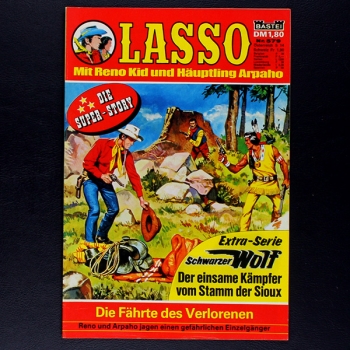 LASSO
BASTEI
DM 1,80
Mit Reno Kid und Häuptling Arpaho
DIE
SUPER-STORY
Extra-Serie
Schwarzer Wolf
Der einsame Kämpfer
vom Stamm der Sioux
Die Fährte des Verlorenen
Reno und Arpaho jagen einen gefährlichen Einzelgänger